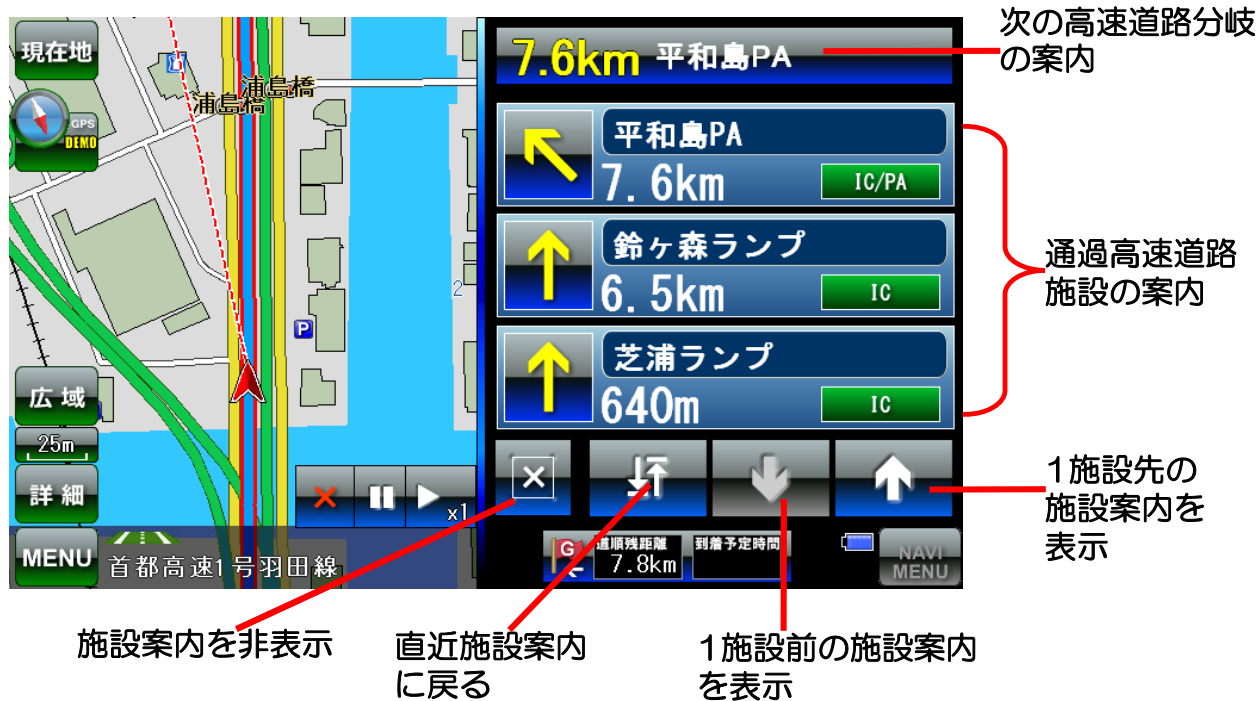 次の高速道路分岐
の案内
現在地
GPS
DEMO
浦島橋
浦島橋
2
P
広域
25m
詳細
MENU
x1
首都高速1号羽田線
7.6km 平和島PA
平和島PA
7.6km
IC/PA
鈴ヶ森ランプ
6.5km
IC
芝浦ランプ
640m
IC
G
道順残距離
7.8km
到着予定時間
NAVI
MENU
通過高速道路
施設の案内
1施設先の
施設案内を
表示
施設案内を非表示
直近施設案内
に戻る
1施設前の施設案内
を表示